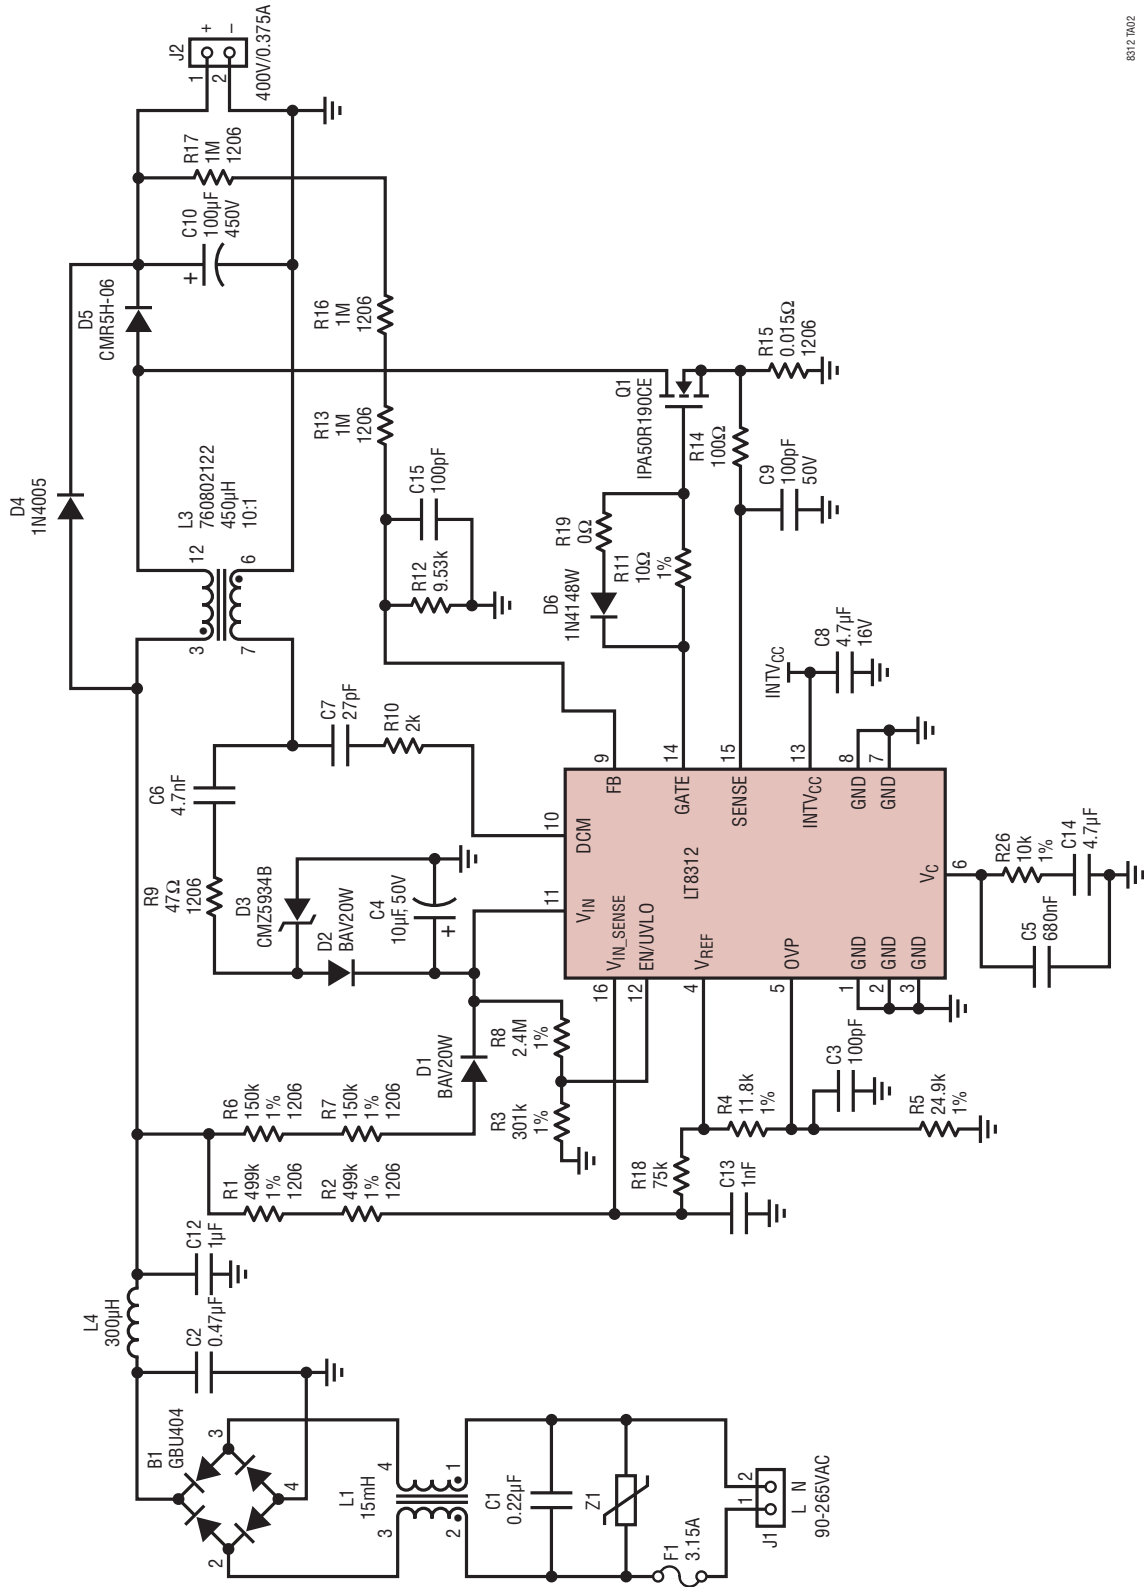 8312 TA02
J2
+
−
1
2
400V/0.375A
R17
1M
1206
C10
100µF
450V
+
D5
CMR5H-06
D4
1N4005
L3
760802122
450µH
10:1
12
6
3
7
R16
1M
1206
R13
1M
1206
C15
100pF
R12
9.53k
Q1
IPA50R190CE
R15
0.015Ω
1206
R14
100Ω
C9
100pF
50V
R19
0Ω
R11
10Ω
1%
D6
1N4148W
INTVCC
C8
4.7µF
16V
C7
27pF
R10
2k
C6
4.7nF
R9
47Ω
1206
D3
CMZ5934B
D2
BAV20W
C4
10µF, 50V
+
D1
BAV20W
R8
2.4M
1%
R3
301k
1%
R6
150k
1%
1206
R7
150k
1%
1206
R1
499k
1%
1206
R2
499k
1%
1206
R18
75k
C13
1nF
R4
11.8k
1%
C3
100pF
R5
24.9k
1%
LT8312
9
FB
14
GATE
15
SENSE
13
INTVCC
8
GND
7
GND
10
DCM
11
VIN
16
VIN_SENSE
12
EN/UVLO
4
VREF
5
OVP
1
GND
2
GND
3
GND
6
VC
R26
10k
1%
C14
4.7µF
C5
680nF
L4
300µH
C12
1µF
C2
0.47µF
B1
GBU404
2
3
4
L1
15mH
3
4
2
1
C1
0.22µF
Z1
F1
3.15A
J1
1
2
L
N
90-265VAC